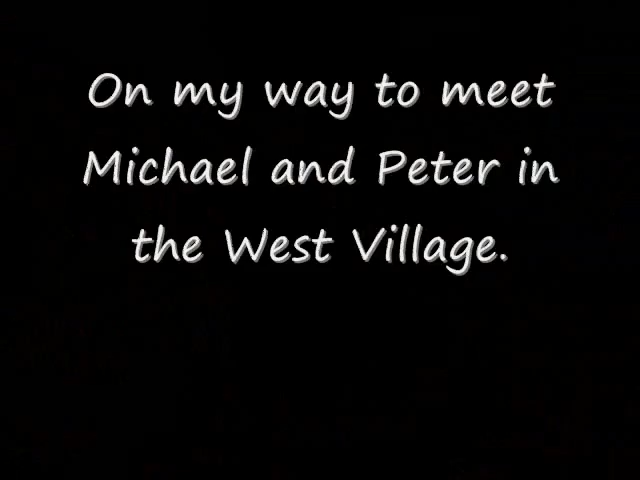 On my way to meet
Michael and Peter in
the West Village.